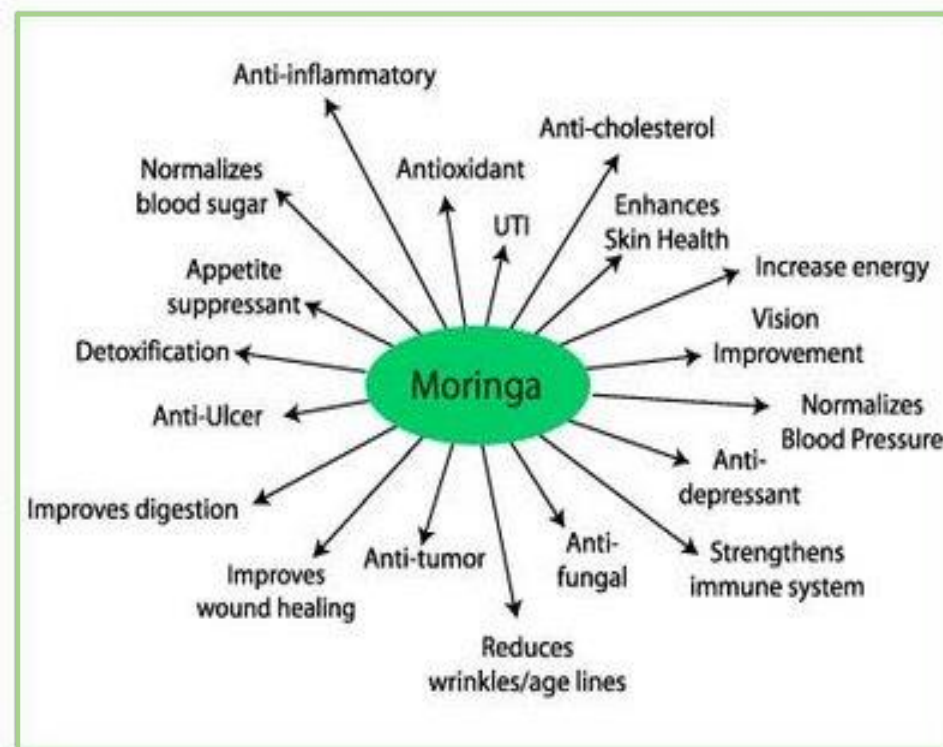 Anti-inflammatory
Anti-cholesterol
Normalizes
blood sugar
Antioxidant
UTI
Enhances
Skin Health
Increase energy
Appetite
suppressant
Vision
Improvement
Detoxification
Moringa
Anti-Ulcer
Normalizes
Blood Pressure
Anti-
depressant
Improves digestion
Improves
wound healing
Anti-tumor
Anti-
fungal
Strengthens
immune system
Reduces
wrinkles/age lines